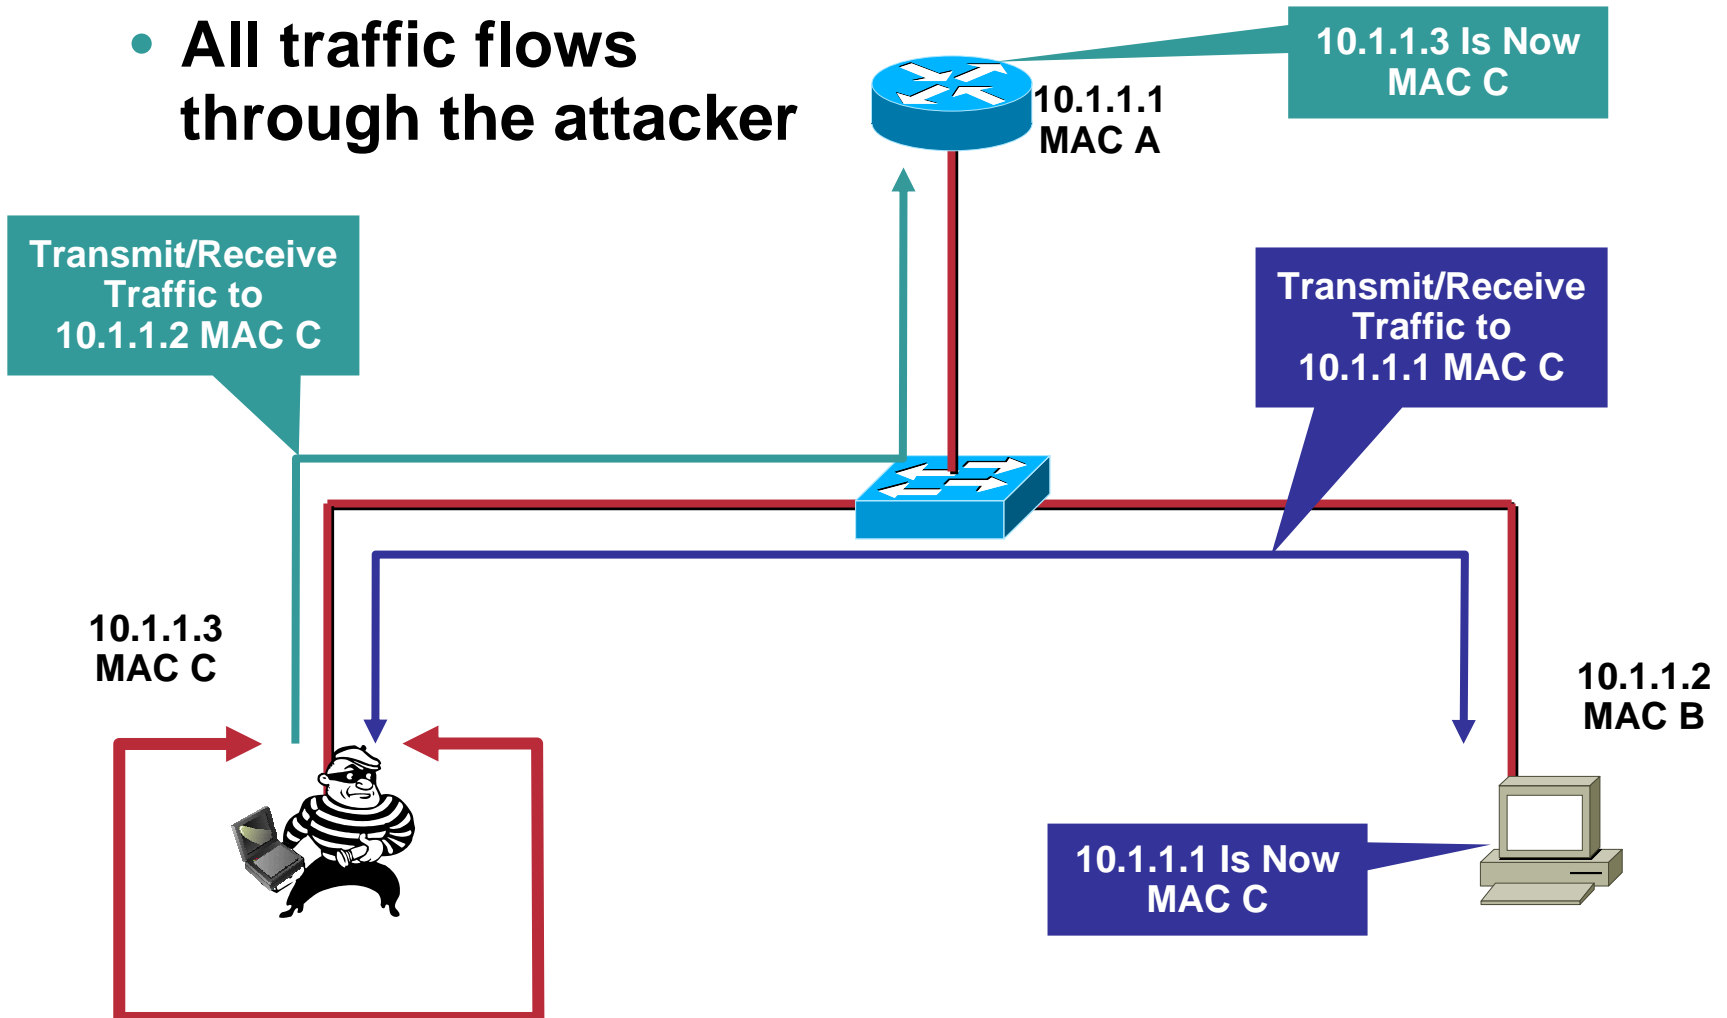 • All traffic flows
through the attacker
10.1.1.3 Is Now
MAC C
10.1.1.1
MAC A
Transmit/Receive
Traffic to
10.1.1.2 MAC C
Transmit/Receive
Traffic to
10.1.1.1 MAC C
10.1.1.3
MAC C
10.1.1.2
MAC B
10.1.1.1 Is Now
MAC C